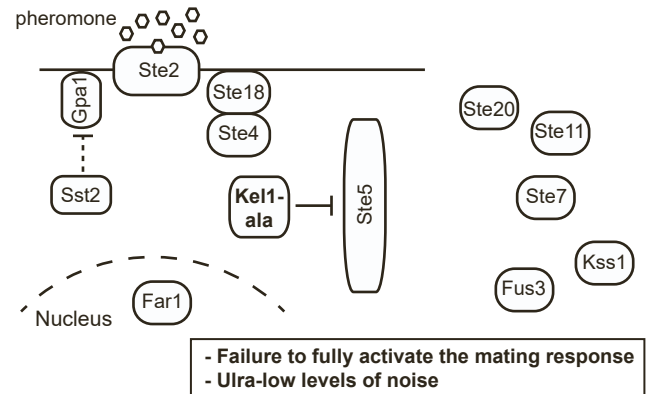 pheromone
Ste2
Gpa1
Ste18
Ste4
Ste20
Ste11
Sst2
Kel1-
ala
Ste5
Ste7
Kss1
Fus3
Far1
Nucleus
- Failure to fully activate the mating response
- Ulra-low levels of noise